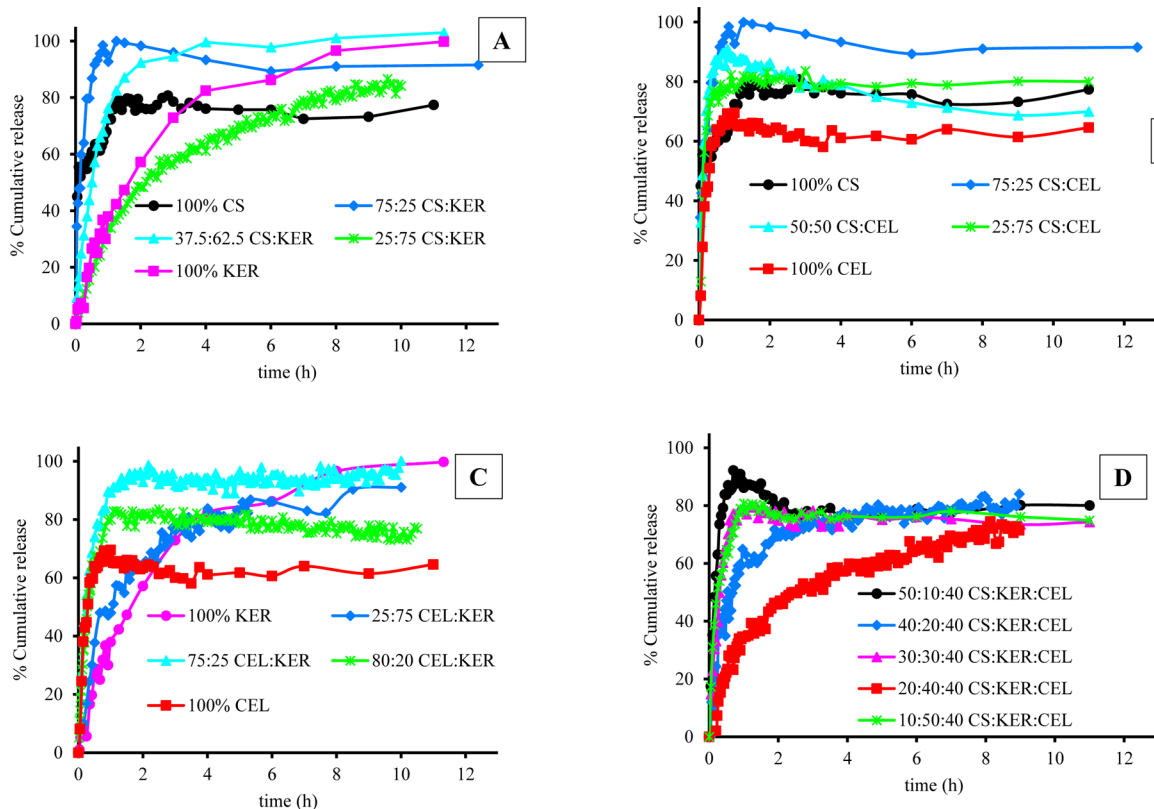 A
% Cumulative release
100
80
60
40
20
0
0 2 4 6 8 10 12
time (h)
100% CS
75:25 CS:KER
37.5:62.5 CS:KER
25:75 CS:KER
100% KER
% Cumulative release
100
80
60
40
20
0
0 2 4 6 8 10 12
time (h)
100% CS
75:25 CS:CEL
50:50 CS:CEL
25:75 CS:CEL
100% CEL
C
% Cumulative release
100
80
60
40
20
0
0 2 4 6 8 10 12
time (h)
100% KER
25:75 CEL:KER
75:25 CEL:KER
80:20 CEL:KER
100% CEL
D
% Cumulative release
100
80
60
40
20
0
0 2 4 6 8 10 12
time (h)
50:10:40 CS:KER:CEL
40:20:40 CS:KER:CEL
30:30:40 CS:KER:CEL
20:40:40 CS:KER:CEL
10:50:40 CS:KER:CEL